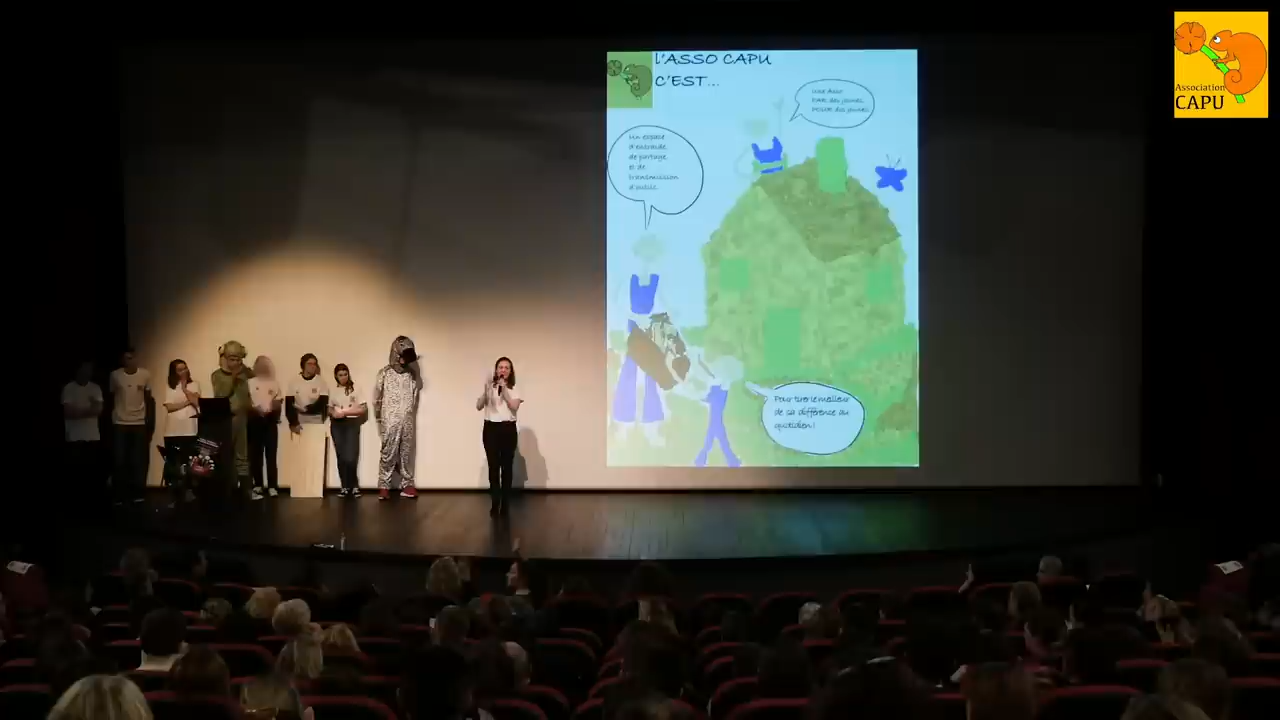 L'ASSO CAPU
C'EST...
Une Asso
PAR des jeunes
POUR des jeunes
Un espace
d'entraide
de partage
et de
transmission
d'outils
Pour tirer le meilleur
de sa différence au
quotidien !
Association
CAPU